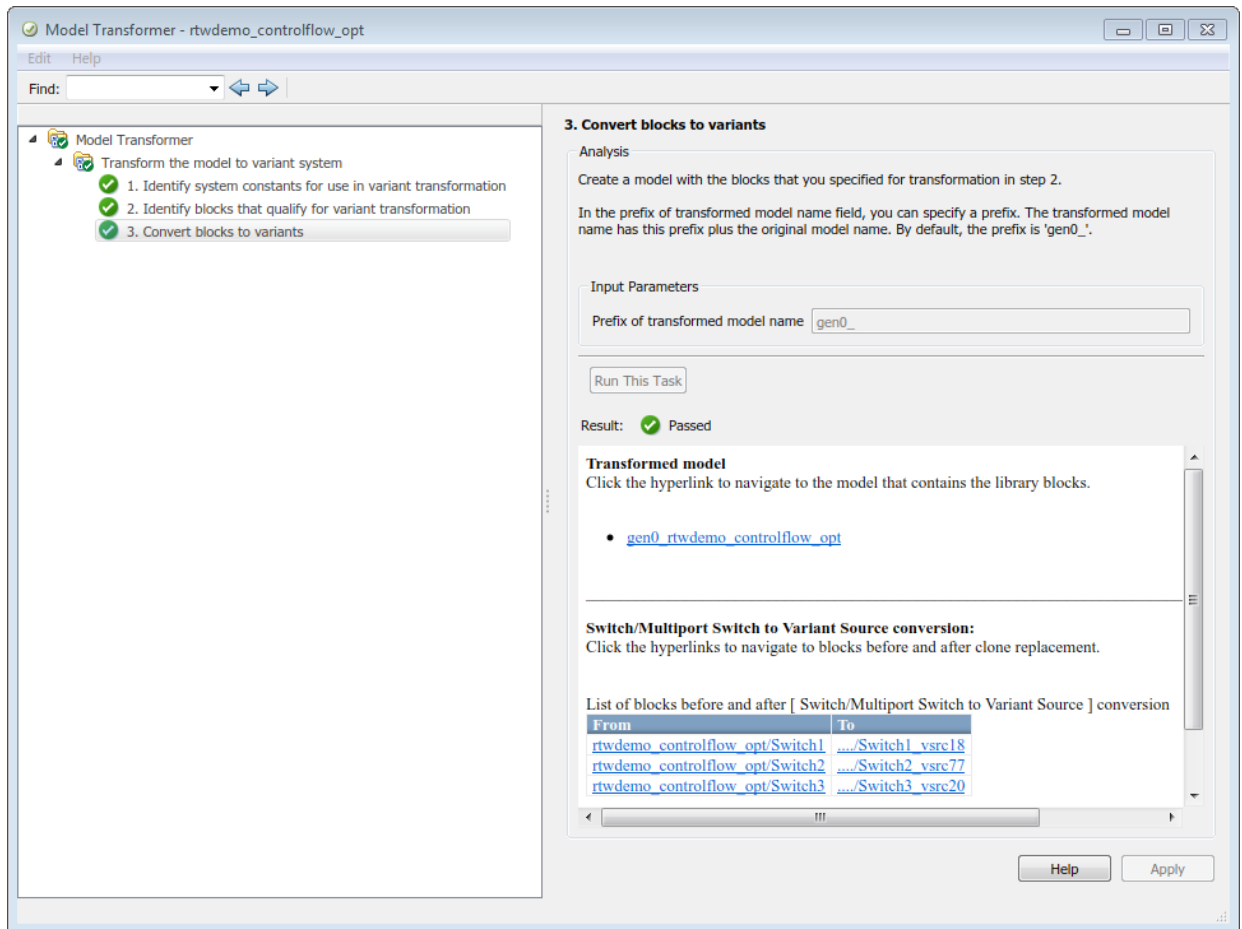 Model Transformer - rtwdemo_controlflow_opt
Edit Help
Find:
Model Transformer
Transform the model to variant system
1. Identify system constants for use in variant transformation
2. Identify blocks that qualify for variant transformation
3. Convert blocks to variants
3. Convert blocks to variants
Analysis
Create a model with the blocks that you specified for transformation in step 2.
In the prefix of transformed model name field, you can specify a prefix. The transformed model
name has this prefix plus the original model name. By default, the prefix is 'gen0_'.
Input Parameters
Prefix of transformed model name gen0_
Run This Task
Result: Passed
Transformed model
Click the hyperlink to navigate to the model that contains the library blocks.
• gen0_rtwdemo_controlflow_opt
Switch/Multiport Switch to Variant Source conversion:
Click the hyperlinks to navigate to blocks before and after clone replacement.
List of blocks before and after [ Switch/Multiport Switch to Variant Source ] conversion
From To
rtwdemo_controlflow_opt/Switch1 ..../Switch1_vsrc18
rtwdemo_controlflow_opt/Switch2 ..../Switch2_vsrc77
rtwdemo_controlflow_opt/Switch3 ..../Switch3_vsrc20
Help Apply